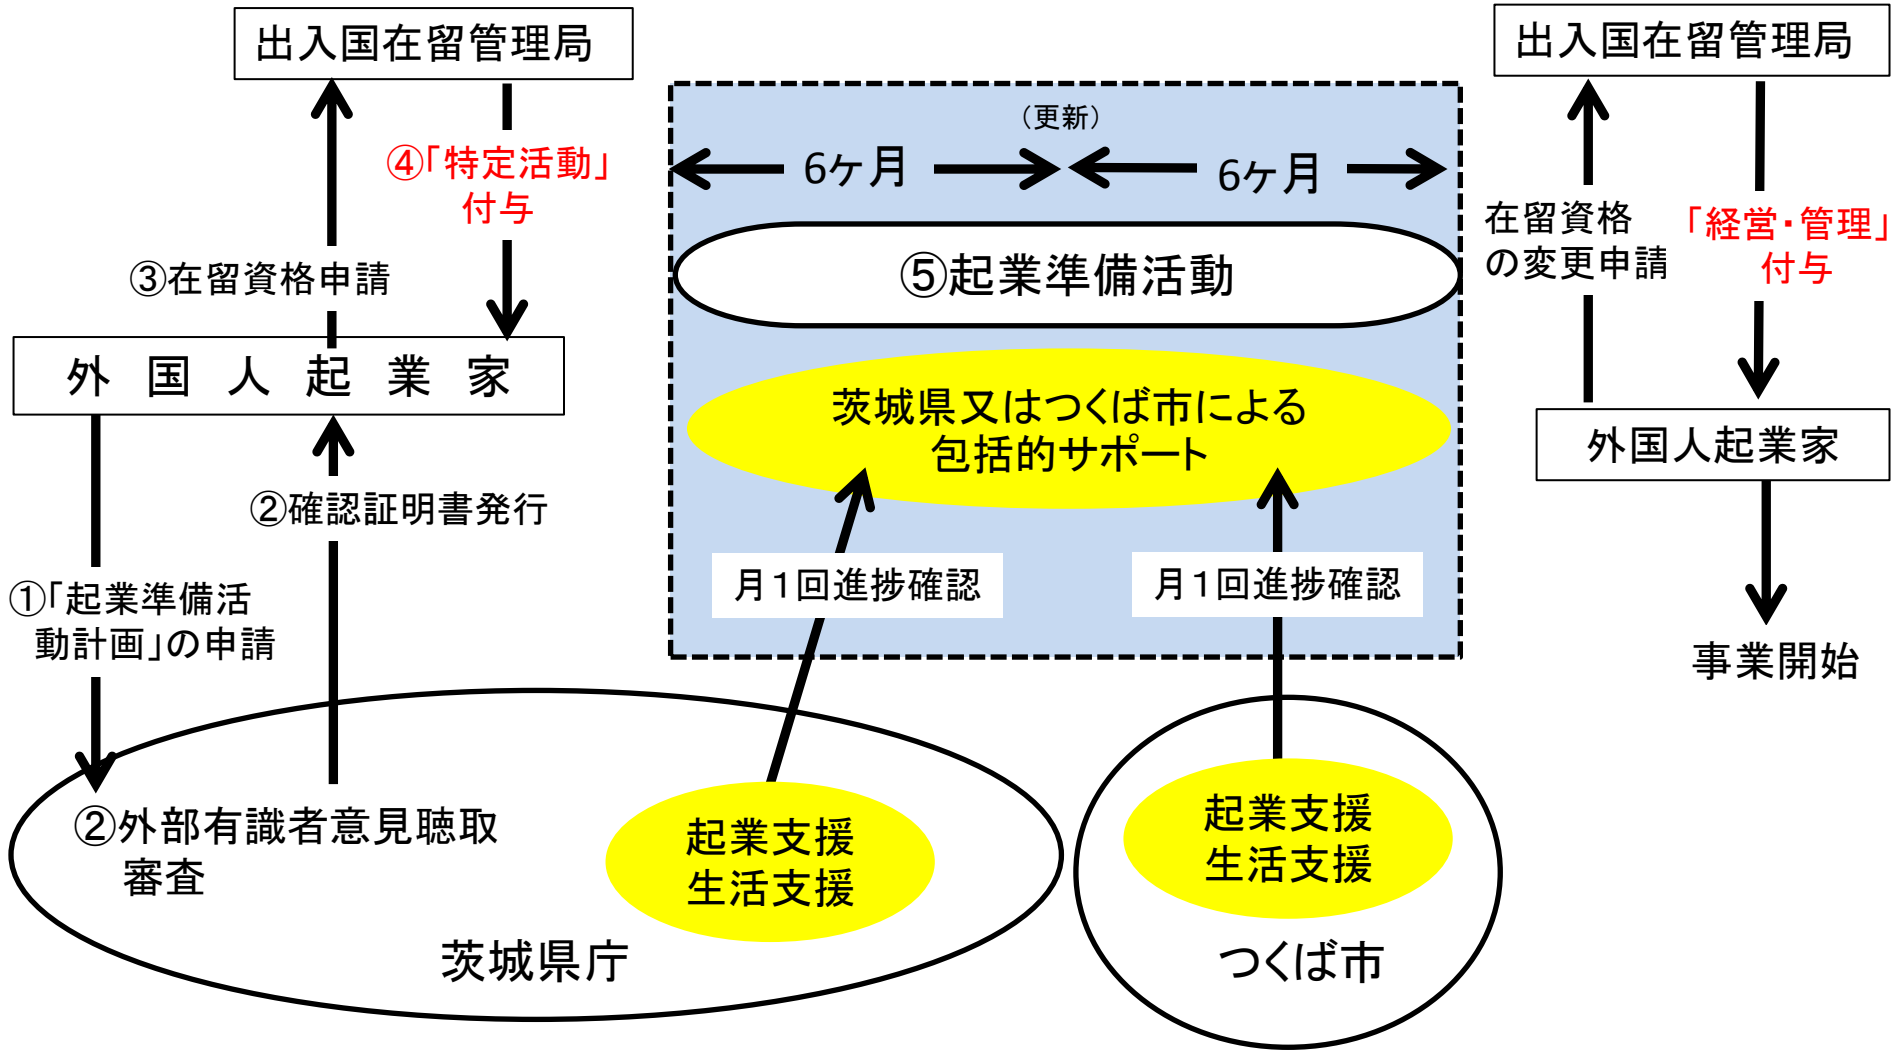 出入国在留管理局
④「特定活動」
付与
③在留資格申請
外国人起業家
②確認証明書発行
①「起業準備活
動計画」の申請
②外部有識者意見聴取
審査
起業支援
生活支援
茨城県庁
（更新）
6ヶ月
6ヶ月
⑤起業準備活動
茨城県又はつくば市による
包括的サポート
月１回進捗確認
月１回進捗確認
起業支援
生活支援
つくば市
出入国在留管理局
在留資格
の変更申請
「経営・管理」
付与
外国人起業家
事業開始